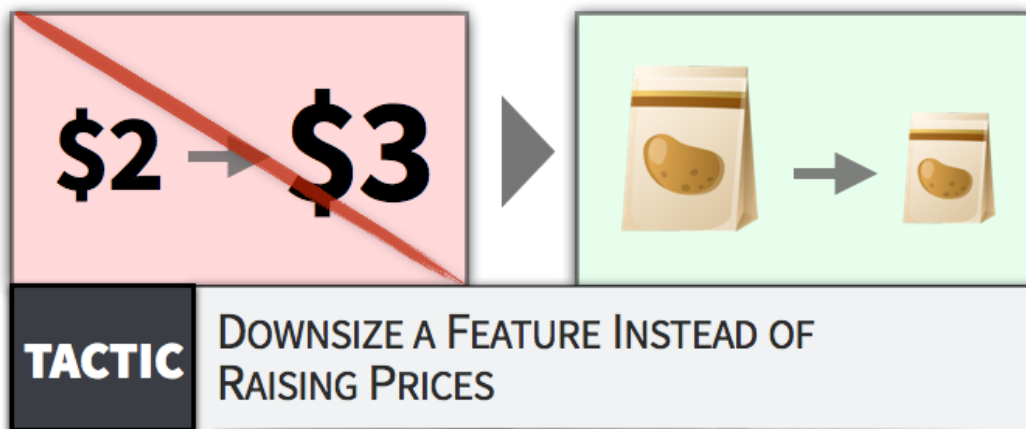 $2 $3
TACTIC
DOWNSIZE A FEATURE INSTEAD OF
RAISING PRICES